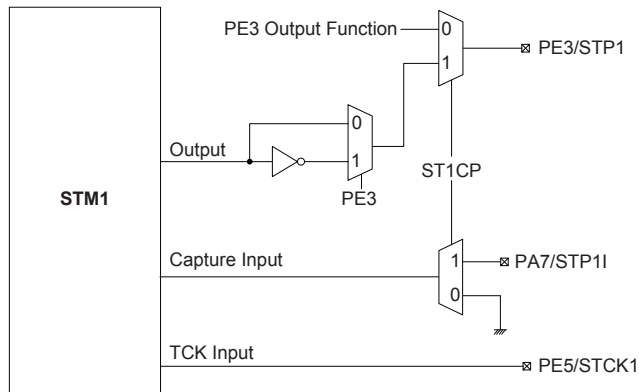 PE3 Output Function
0
PE3/STP1
1
0
Output
1
ST1CP
PE3
STM1
Capture Input
1
PA7/STP1I
0
TCK Input
PE5/STCK1